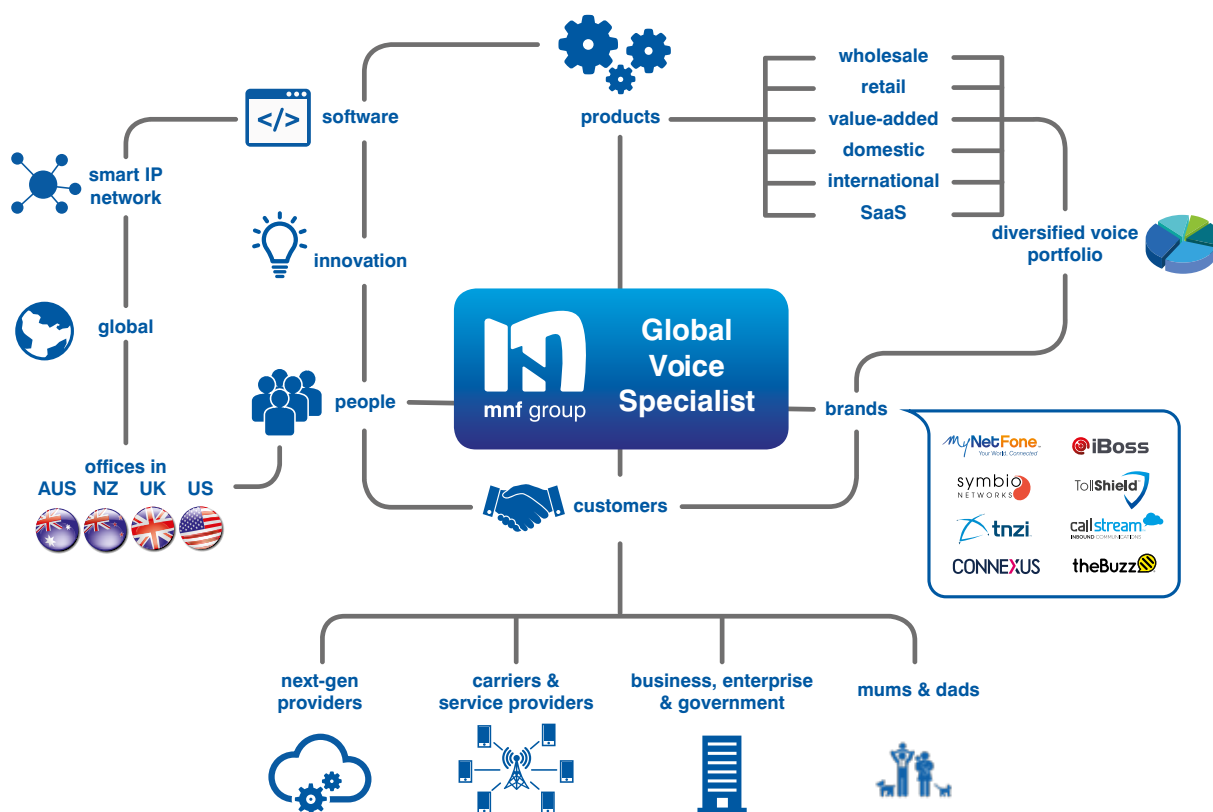 wholesale
retail
value-added
domestic
international
SaaS
products
</>
software
smart IP
network
innovation
global
diversified voice
portfolio
mnf group
Global
Voice
Specialist
people
brands
offices in
AUS NZ UK US
customers
MyNetFone
Your World, Connected
iBoss
symbio
NETWORKS
TollShield
tnzi
callstream
INBOUND COMMUNICATIONS
CONNEXUS
theBuzz
next-gen
providers
carriers &
service providers
business, enterprise
& government
mums & dads